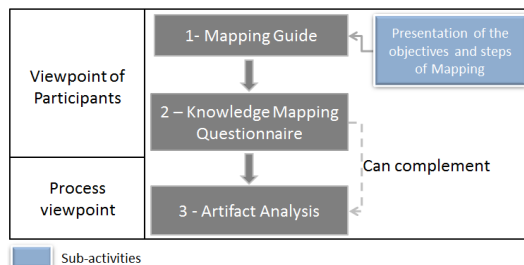 1- Mapping Guide
Presentation of the
objectives and steps
of Mapping
Viewpoint of
Participants
2 – Knowledge Mapping
Questionnaire
Can complement
Process
viewpoint
3 - Artifact Analysis
Sub-activities